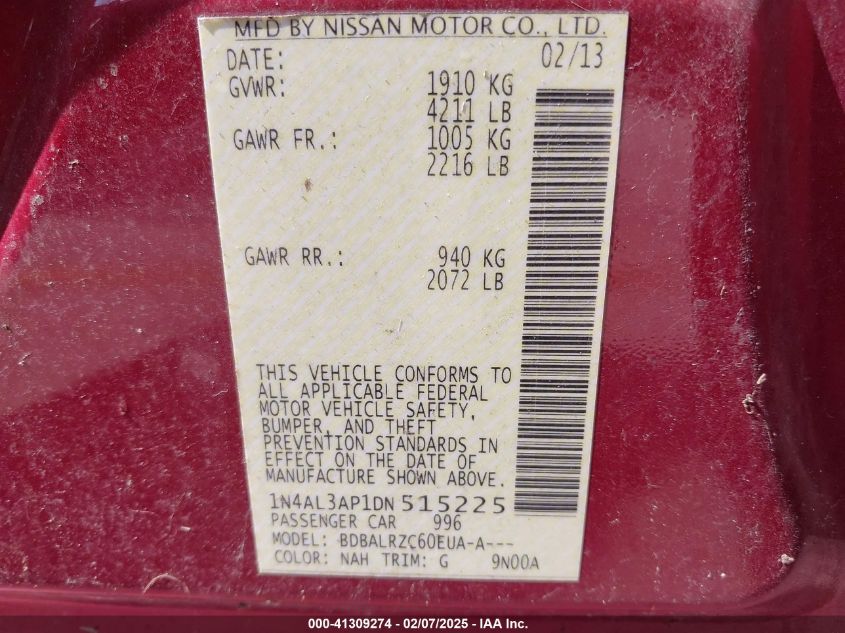 MFD BY NISSAN MOTOR CO., LTD.
DATE: 02/13
GVWR: 1910 KG
4211 LB
GAWR FR.: 1005 KG
2216 LB
GAWR RR.: 940 KG
2072 LB
THIS VEHICLE CONFORMS TO
ALL APPLICABLE FEDERAL
MOTOR VEHICLE SAFETY,
BUMPER, AND THEFT
PREVENTION STANDARDS IN
EFFECT ON THE DATE OF
MANUFACTURE SHOWN ABOVE.
1N4AL3AP1DN 515225
PASSENGER CAR 996
MODEL: BDBALRZC60EUA-A---
COLOR: NAH TRIM: G 9N00A
000-41309274 - 02/07/2025 - IAA Inc.